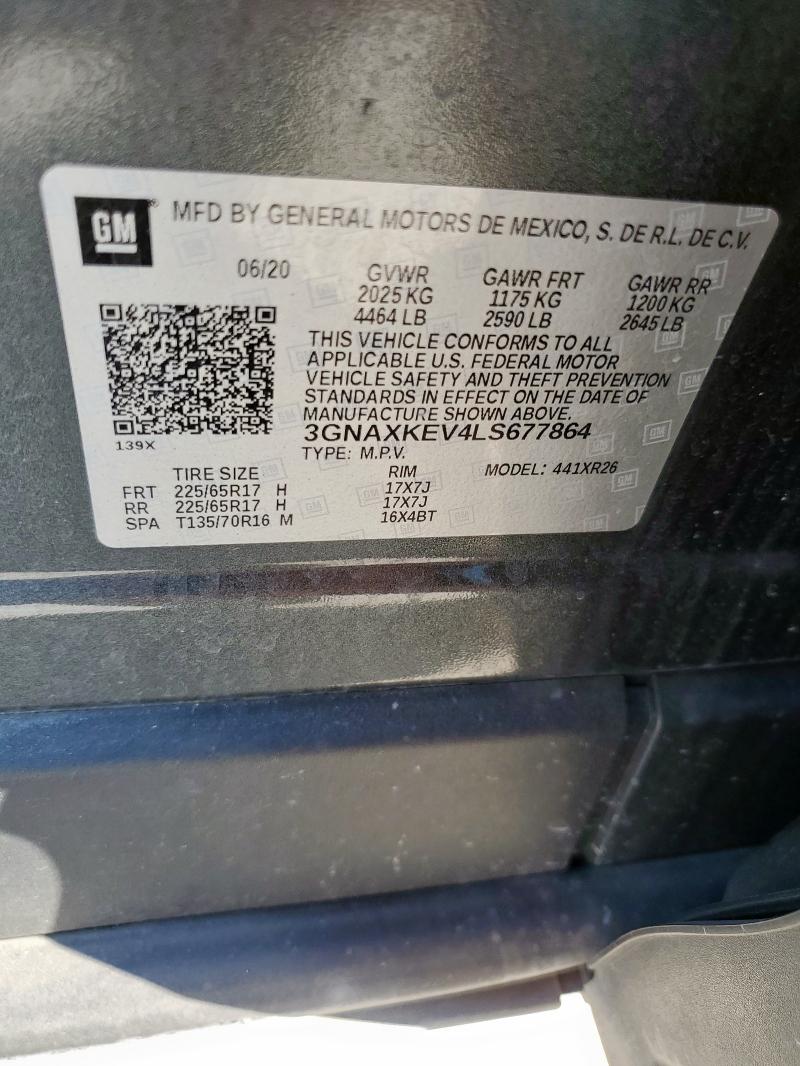 GM MFD BY GENERAL MOTORS DE MEXICO, S. DE R.L. DE C.V.
06/20 GVWR GAWR FRT GAWR RR
2025 KG 1175 KG 1200 KG
4464 LB 2590 LB 2645 LB
THIS VEHICLE CONFORMS TO ALL
APPLICABLE U.S. FEDERAL MOTOR
VEHICLE SAFETY AND THEFT PREVENTION
STANDARDS IN EFFECT ON THE DATE OF
MANUFACTURE SHOWN ABOVE.
3GNAXKEV4LS677864
139X TYPE: M.P.V.
TIRE SIZE RIM MODEL: 441XR26
FRT 225/65R17 H 17X7J
RR 225/65R17 H 17X7J
SPA T135/70R16 M 16X4BT